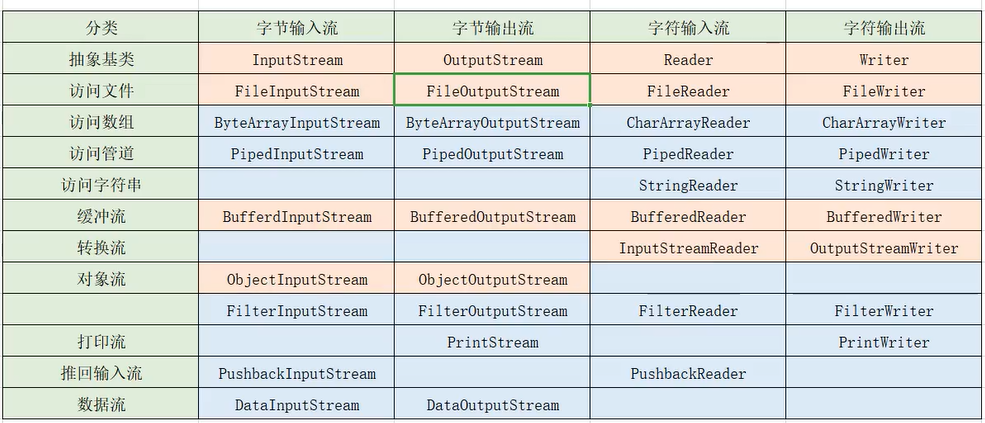 分类 字节输入流 字节输出流 字符输入流 字符输出流
抽象基类 InputStream OutputStream Reader Writer
访问文件 FileInputStream FileOutputStream FileReader FileWriter
访问数组 ByteArrayInputStream ByteArrayOutputStream CharArrayReader CharArrayWriter
访问管道 PipedInputStream PipedOutputStream PipedReader PipedWriter
访问字符串 StringReader StringWriter
缓冲流 BufferdInputStream BufferedOutputStream BufferedReader BufferedWriter
转换流 InputStreamReader OutputStreamWriter
对象流 ObjectInputStream ObjectOutputStream
FilterInputStream FilterOutputStream FilterReader FilterWriter
打印流 PrintStream PrintWriter
推回输入流 PushbackInputStream PushbackReader
数据流 DataInputStream DataOutputStream